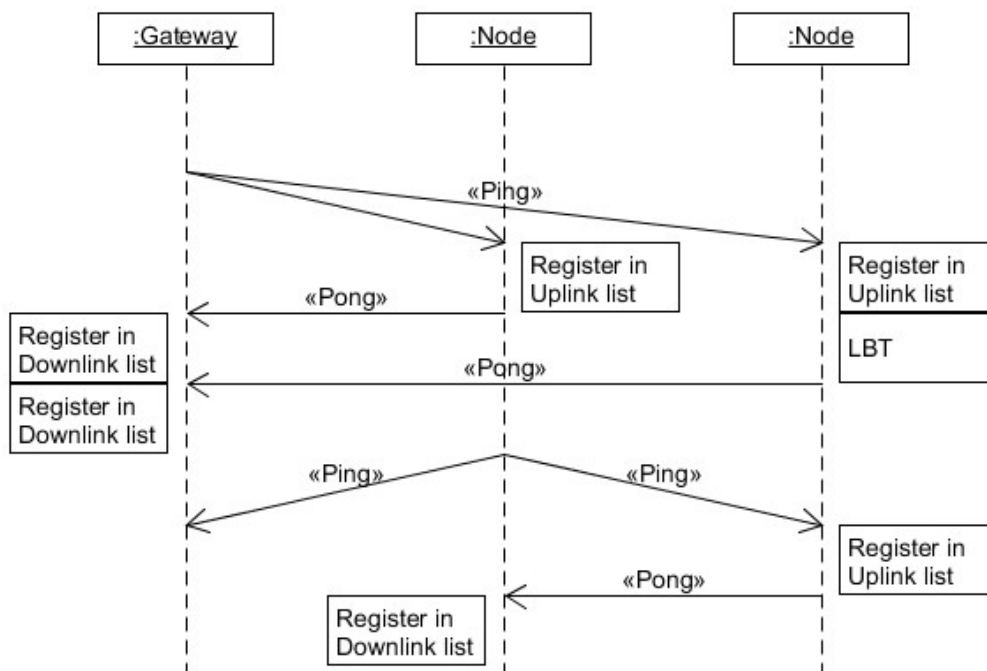 :Gateway
:Node
:Node
«Ping»
Register in
Uplink list
Register in
Uplink list
«Pong»
Register in
Downlink list
LBT
«Pong»
Register in
Downlink list
«Ping»
«Ping»
Register in
Uplink list
«Pong»
Register in
Downlink list